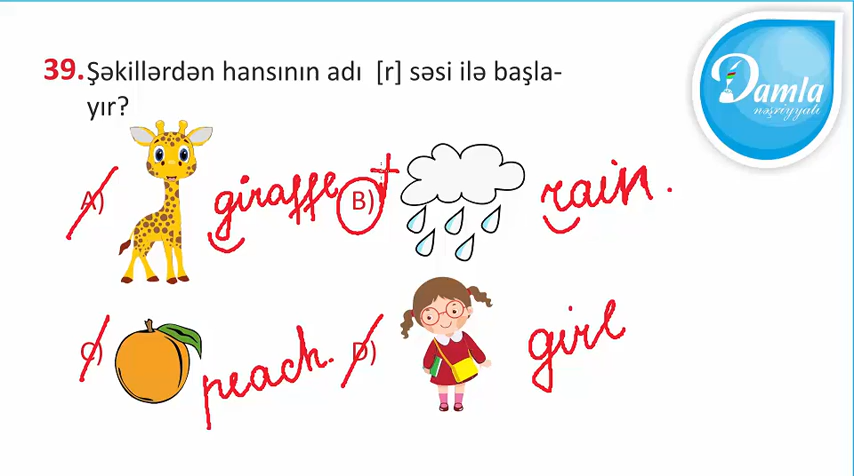 39. Şəkillərdən hansının adı [r] səsi ilə başla-
yır?
Damla
nəşriyyatı
A) giraffe
B) + rain.
C) peach.
D) girl